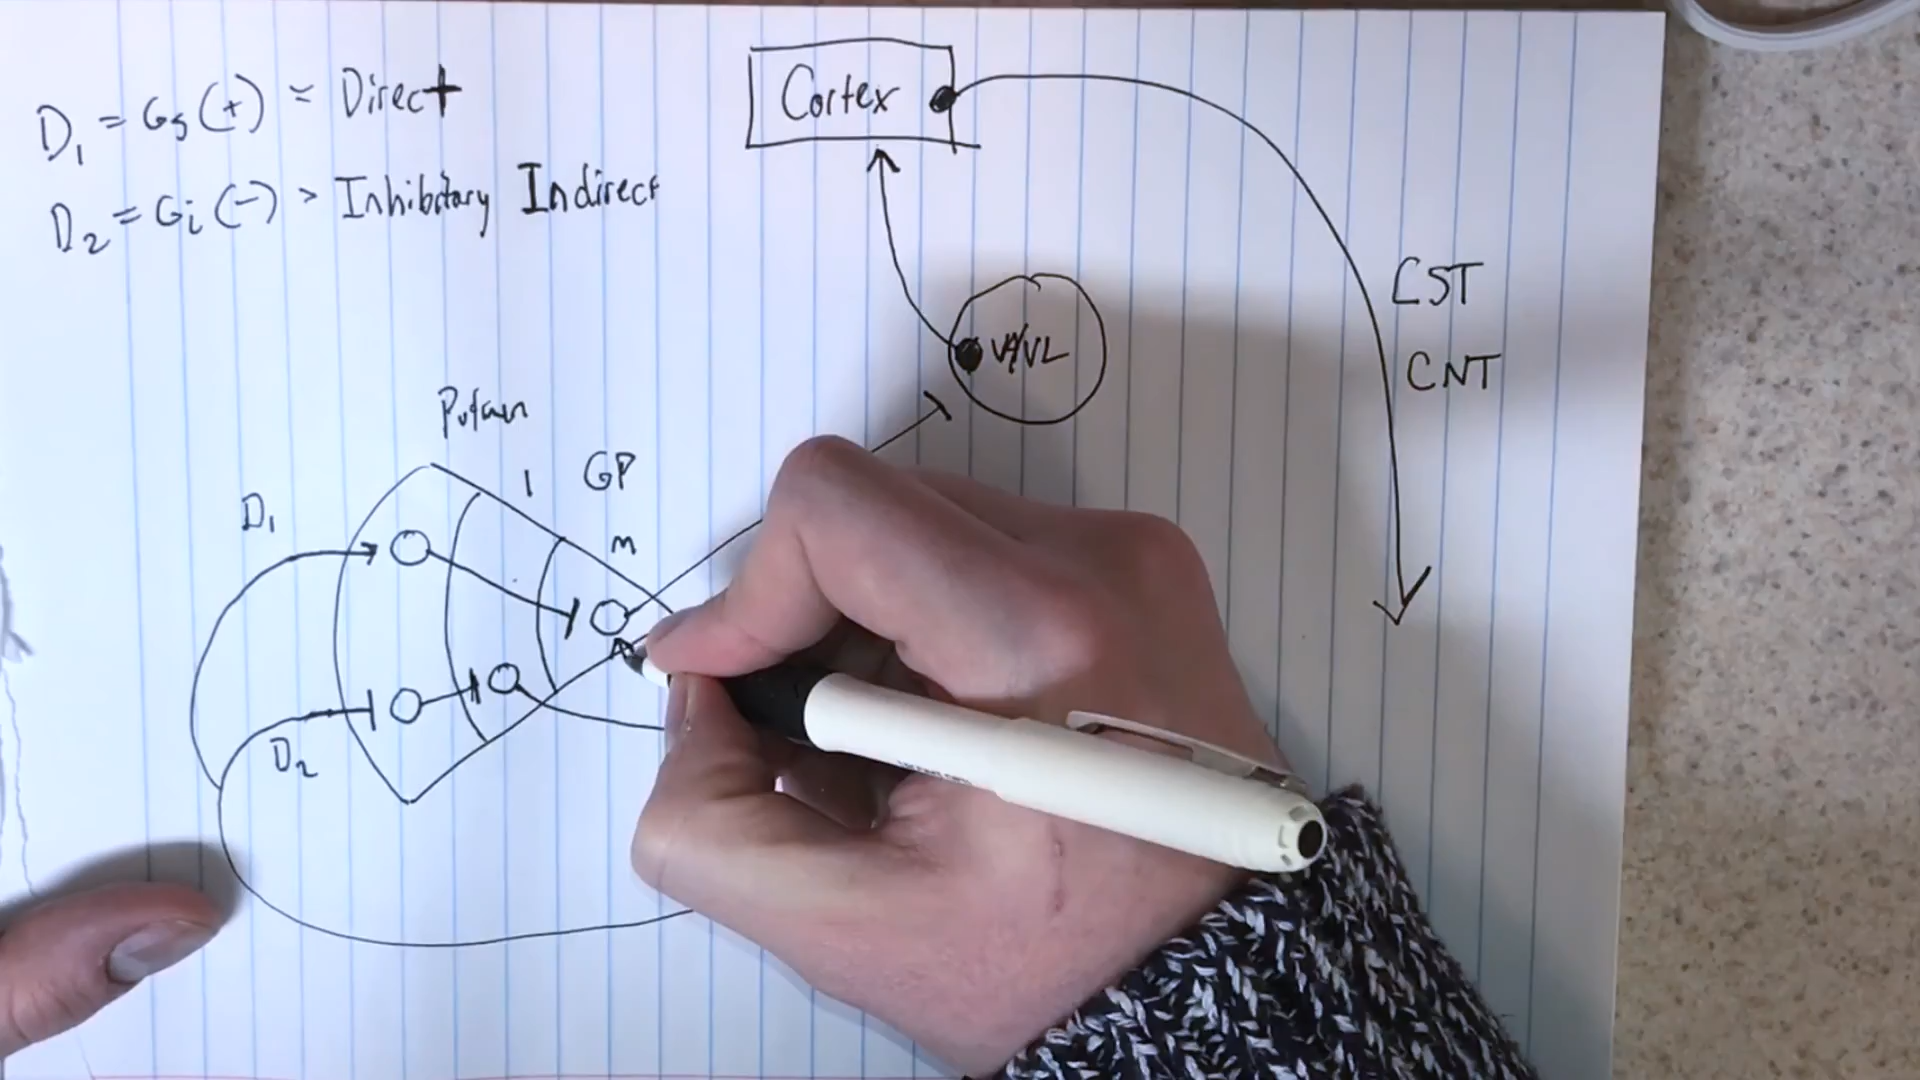 D1 = Gs (+) = Direct
D2 = Gi (-) > Inhibitory Indirect
Cortex
CST
CNT
VA/VL
Putamen
l GP
m
D1
D2